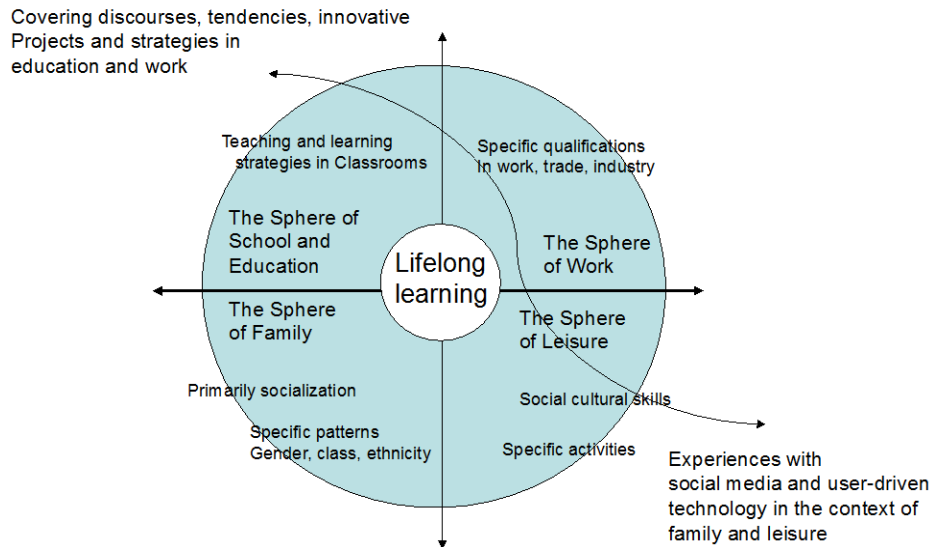 Covering discourses, tendencies, innovative
Projects and strategies in
education and work
Teaching and learning
strategies in Classrooms
Specific qualifications
In work, trade, industry
The Sphere of
School and
Education
Lifelong
learning
The Sphere
of Work
The Sphere
of Family
The Sphere
of Leisure
Primarily socialization
Social cultural skills
Specific patterns
Gender, class, ethnicity
Specific activities
Experiences with
social media and user-driven
technology in the context of
family and leisure